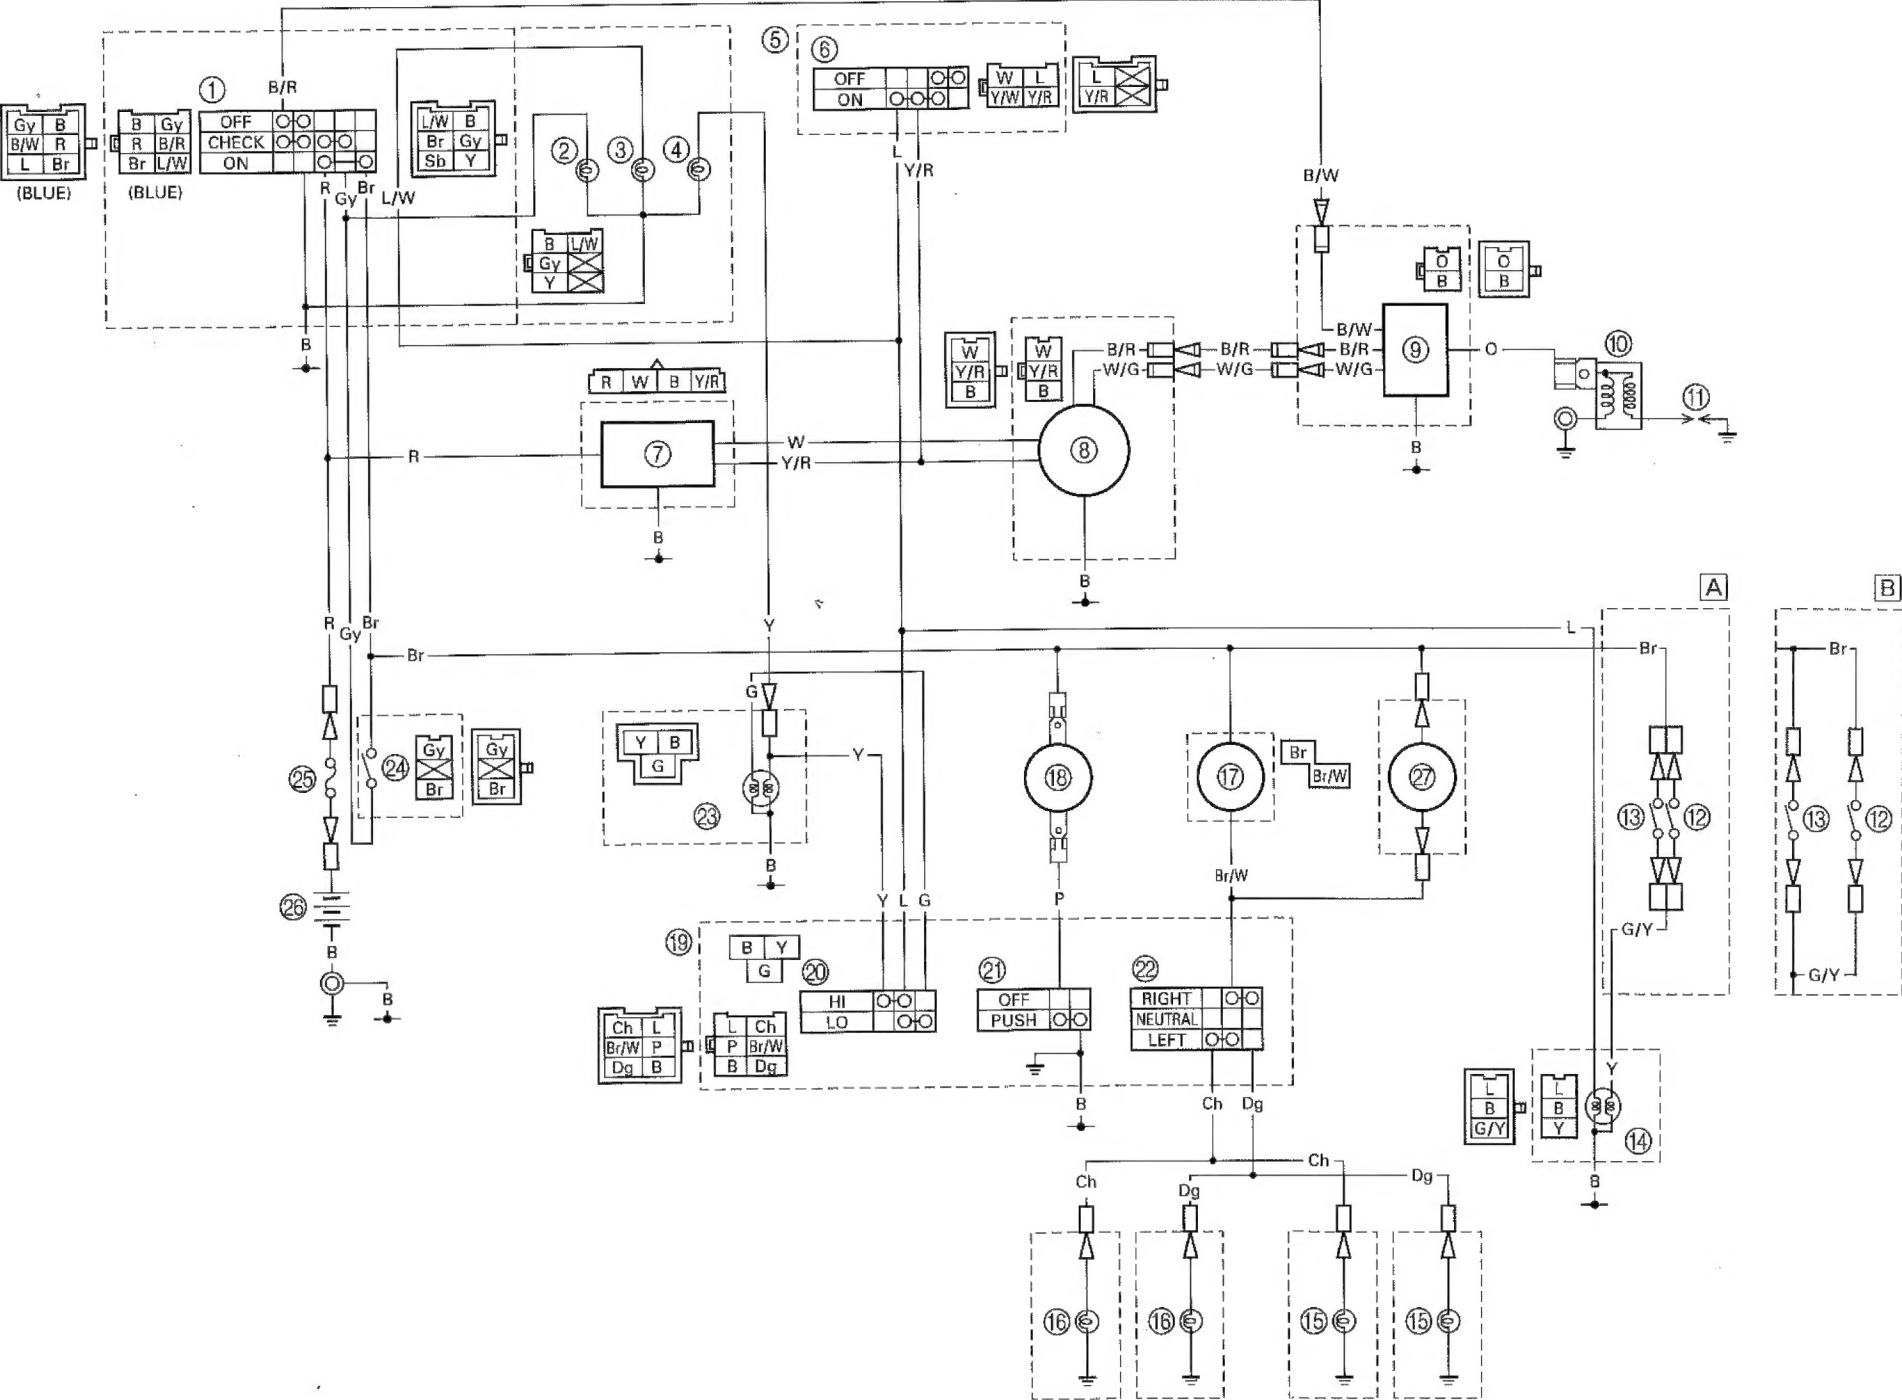 B/R
①
OFF
CHECK
ON
Gy B
B/W R
L Br
(BLUE)
B Gy
R B/R
Br L/W
(BLUE)
R
Gy
Br
L/W
L/W B
Br Gy
Sb Y
②
③
④
B L/W
Gy
Y
B
⑤
⑥
OFF
ON
W L
Y/W Y/R
L
Y/R
L
Y/R
B/W
O
B
O
B
B/W
B/R
W/G
⑨
O
⑩
⑪
B
W
Y/R
B
W
Y/R
B
B/R
B/R
W/G
W/G
⑧
B
R W B Y/R
R
⑦
W
Y/R
B
R
Gy
Br
Br
Y
L
A
B
Br
Br
G
Y B
G
Y
㉓
B
㉕
㉔
Gy
Br
Gy
Br
㉖
B
B
⑱
P
⑰
Br
Br/W
Br/W
㉗
⑬
⑫
G/Y
⑬
⑫
G/Y
Y
L
G
⑲
B Y
G
⑳
HI
LO
Ch L
Br/W P
Dg B
L Ch
P Br/W
B Dg
㉑
OFF
PUSH
B
㉒
RIGHT
NEUTRAL
LEFT
Ch
Dg
L
B
G/Y
L
B
Y
Y
⑭
B
Ch
Dg
Ch
Dg
⑯
⑯
⑮
⑮